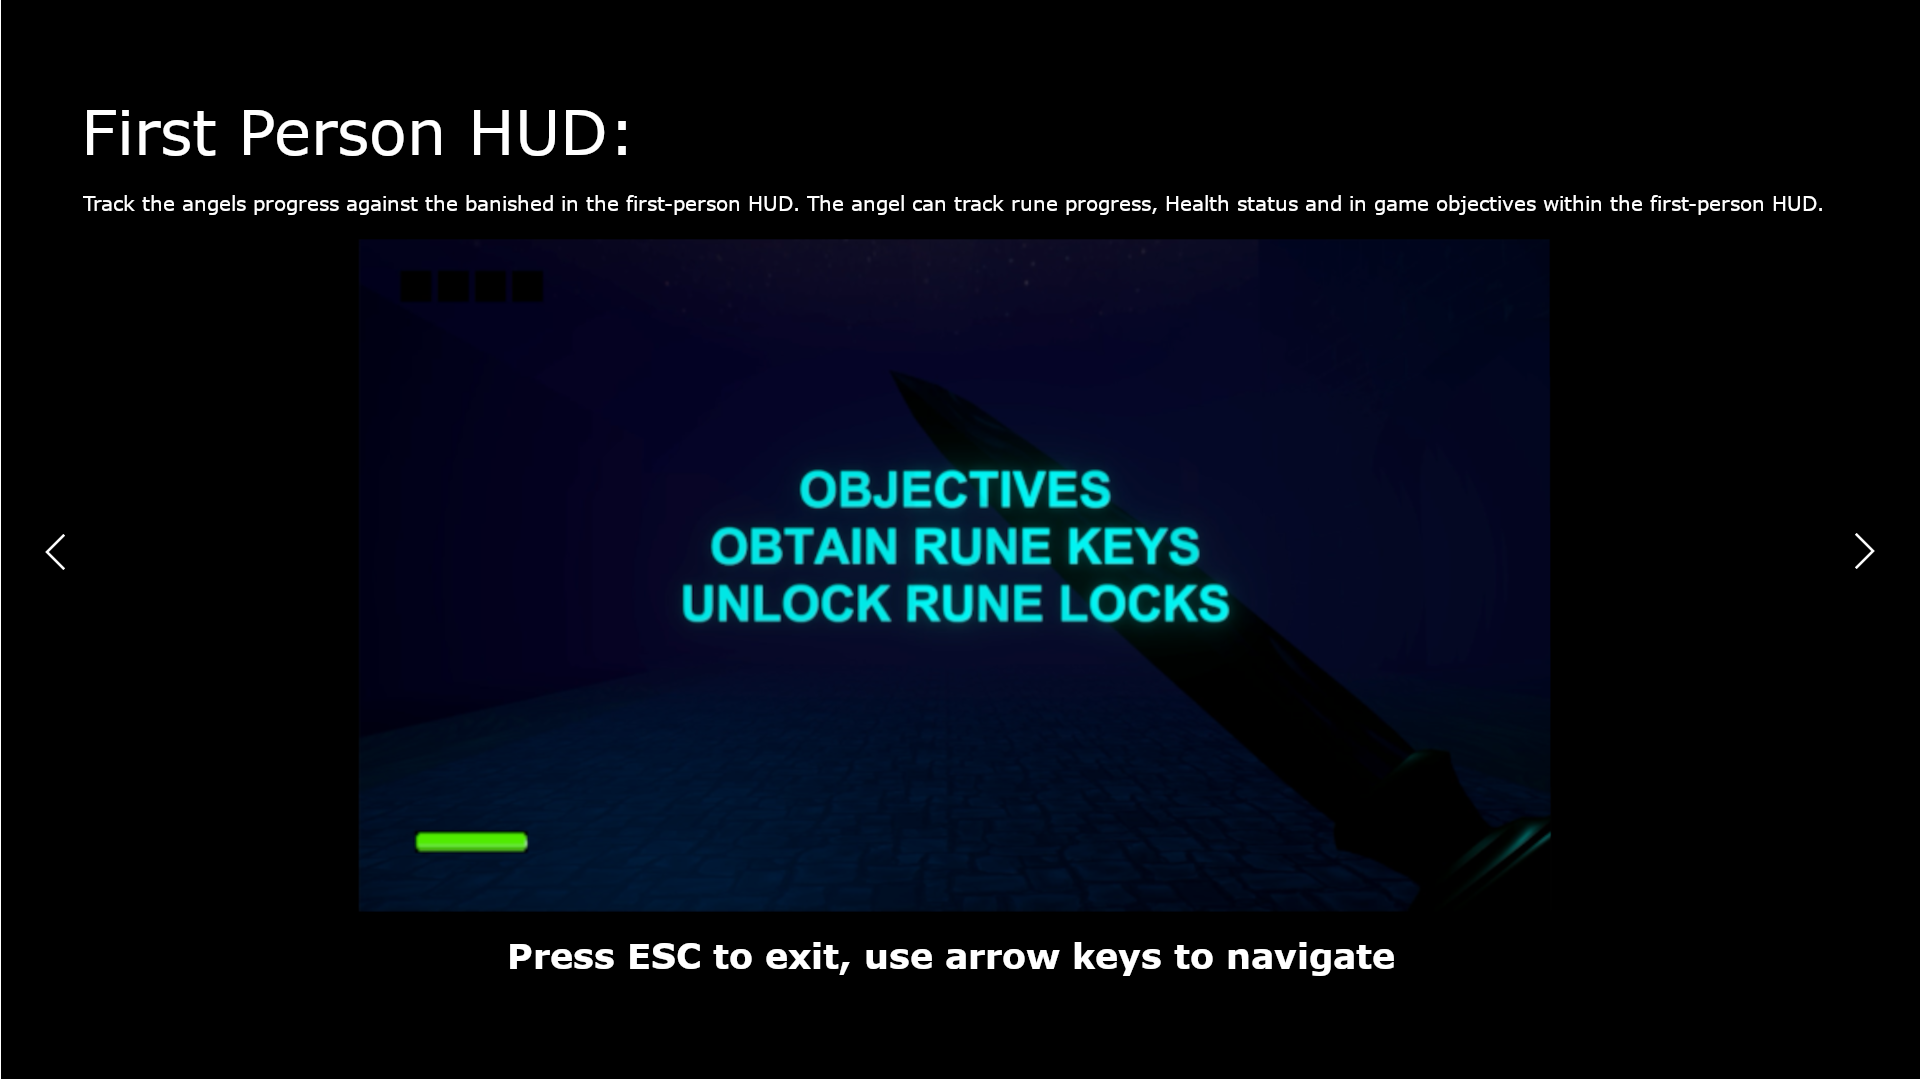 First Person HUD:
Track the angels progress against the banished in the first-person HUD. The angel can track rune progress, Health status and in game objectives within the first-person HUD.
OBJECTIVES
OBTAIN RUNE KEYS
UNLOCK RUNE LOCKS
Press ESC to exit, use arrow keys to navigate